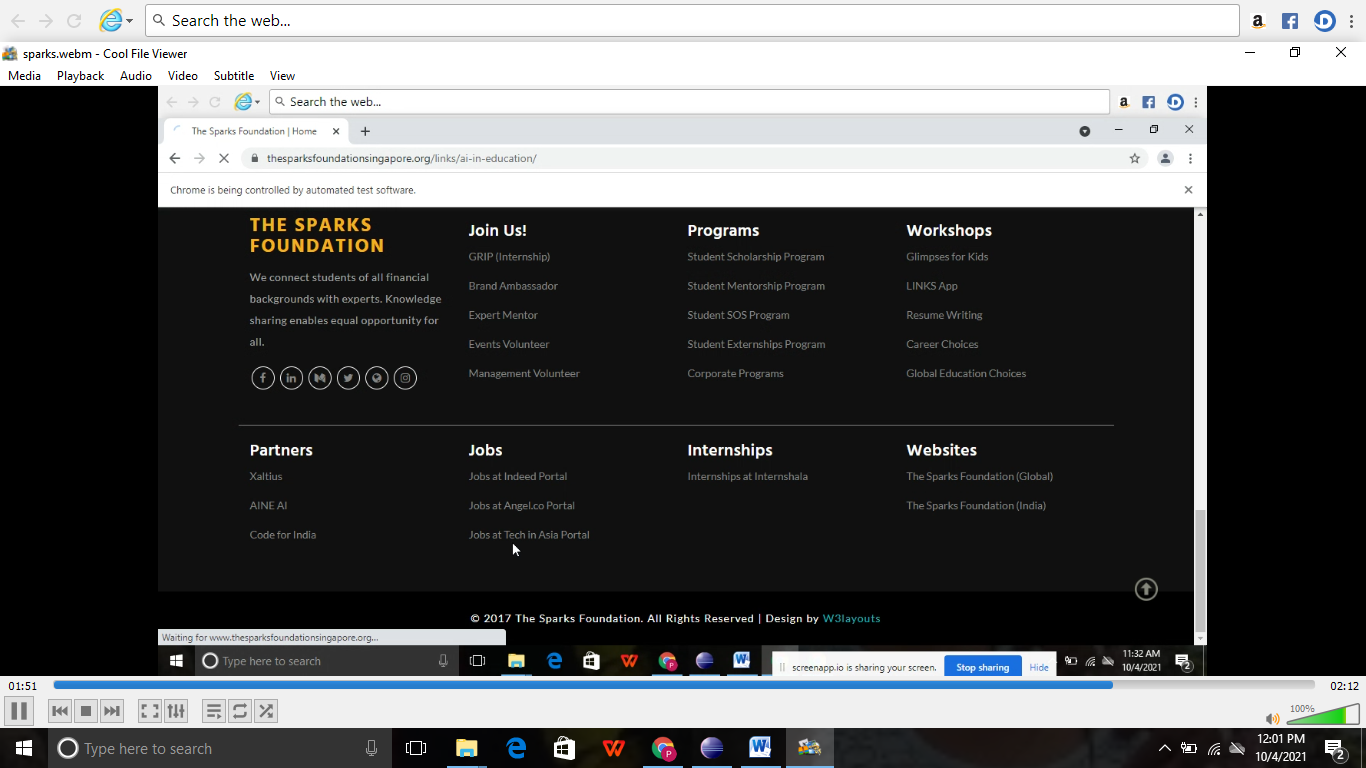 Search the web...
sparks.webm - Cool File Viewer
Media Playback Audio Video Subtitle View
Search the web...
The Sparks Foundation | Home
thesparksfoundationsingapore.org/links/ai-in-education/
Chrome is being controlled by automated test software.
THE SPARKS
FOUNDATION
We connect students of all financial
backgrounds with experts. Knowledge
sharing enables equal opportunity for
all.
Join Us!
GRIP (Internship)
Brand Ambassador
Expert Mentor
Events Volunteer
Management Volunteer
Programs
Student Scholarship Program
Student Mentorship Program
Student SOS Program
Student Externships Program
Corporate Programs
Workshops
Glimpses for Kids
LINKS App
Resume Writing
Career Choices
Global Education Choices
Partners
Xaltius
AINE AI
Code for India
Jobs
Jobs at Indeed Portal
Jobs at Angel.co Portal
Jobs at Tech in Asia Portal
Internships
Internships at Internshala
Websites
The Sparks Foundation (Global)
The Sparks Foundation (India)
© 2017 The Sparks Foundation. All Rights Reserved | Design by W3layouts
Waiting for www.thesparksfoundationsingapore.org...
Type here to search
screenapp.io is sharing your screen. Stop sharing Hide
11:32 AM
10/4/2021
2
01:51
02:12
100%
Type here to search
12:01 PM
10/4/2021
2